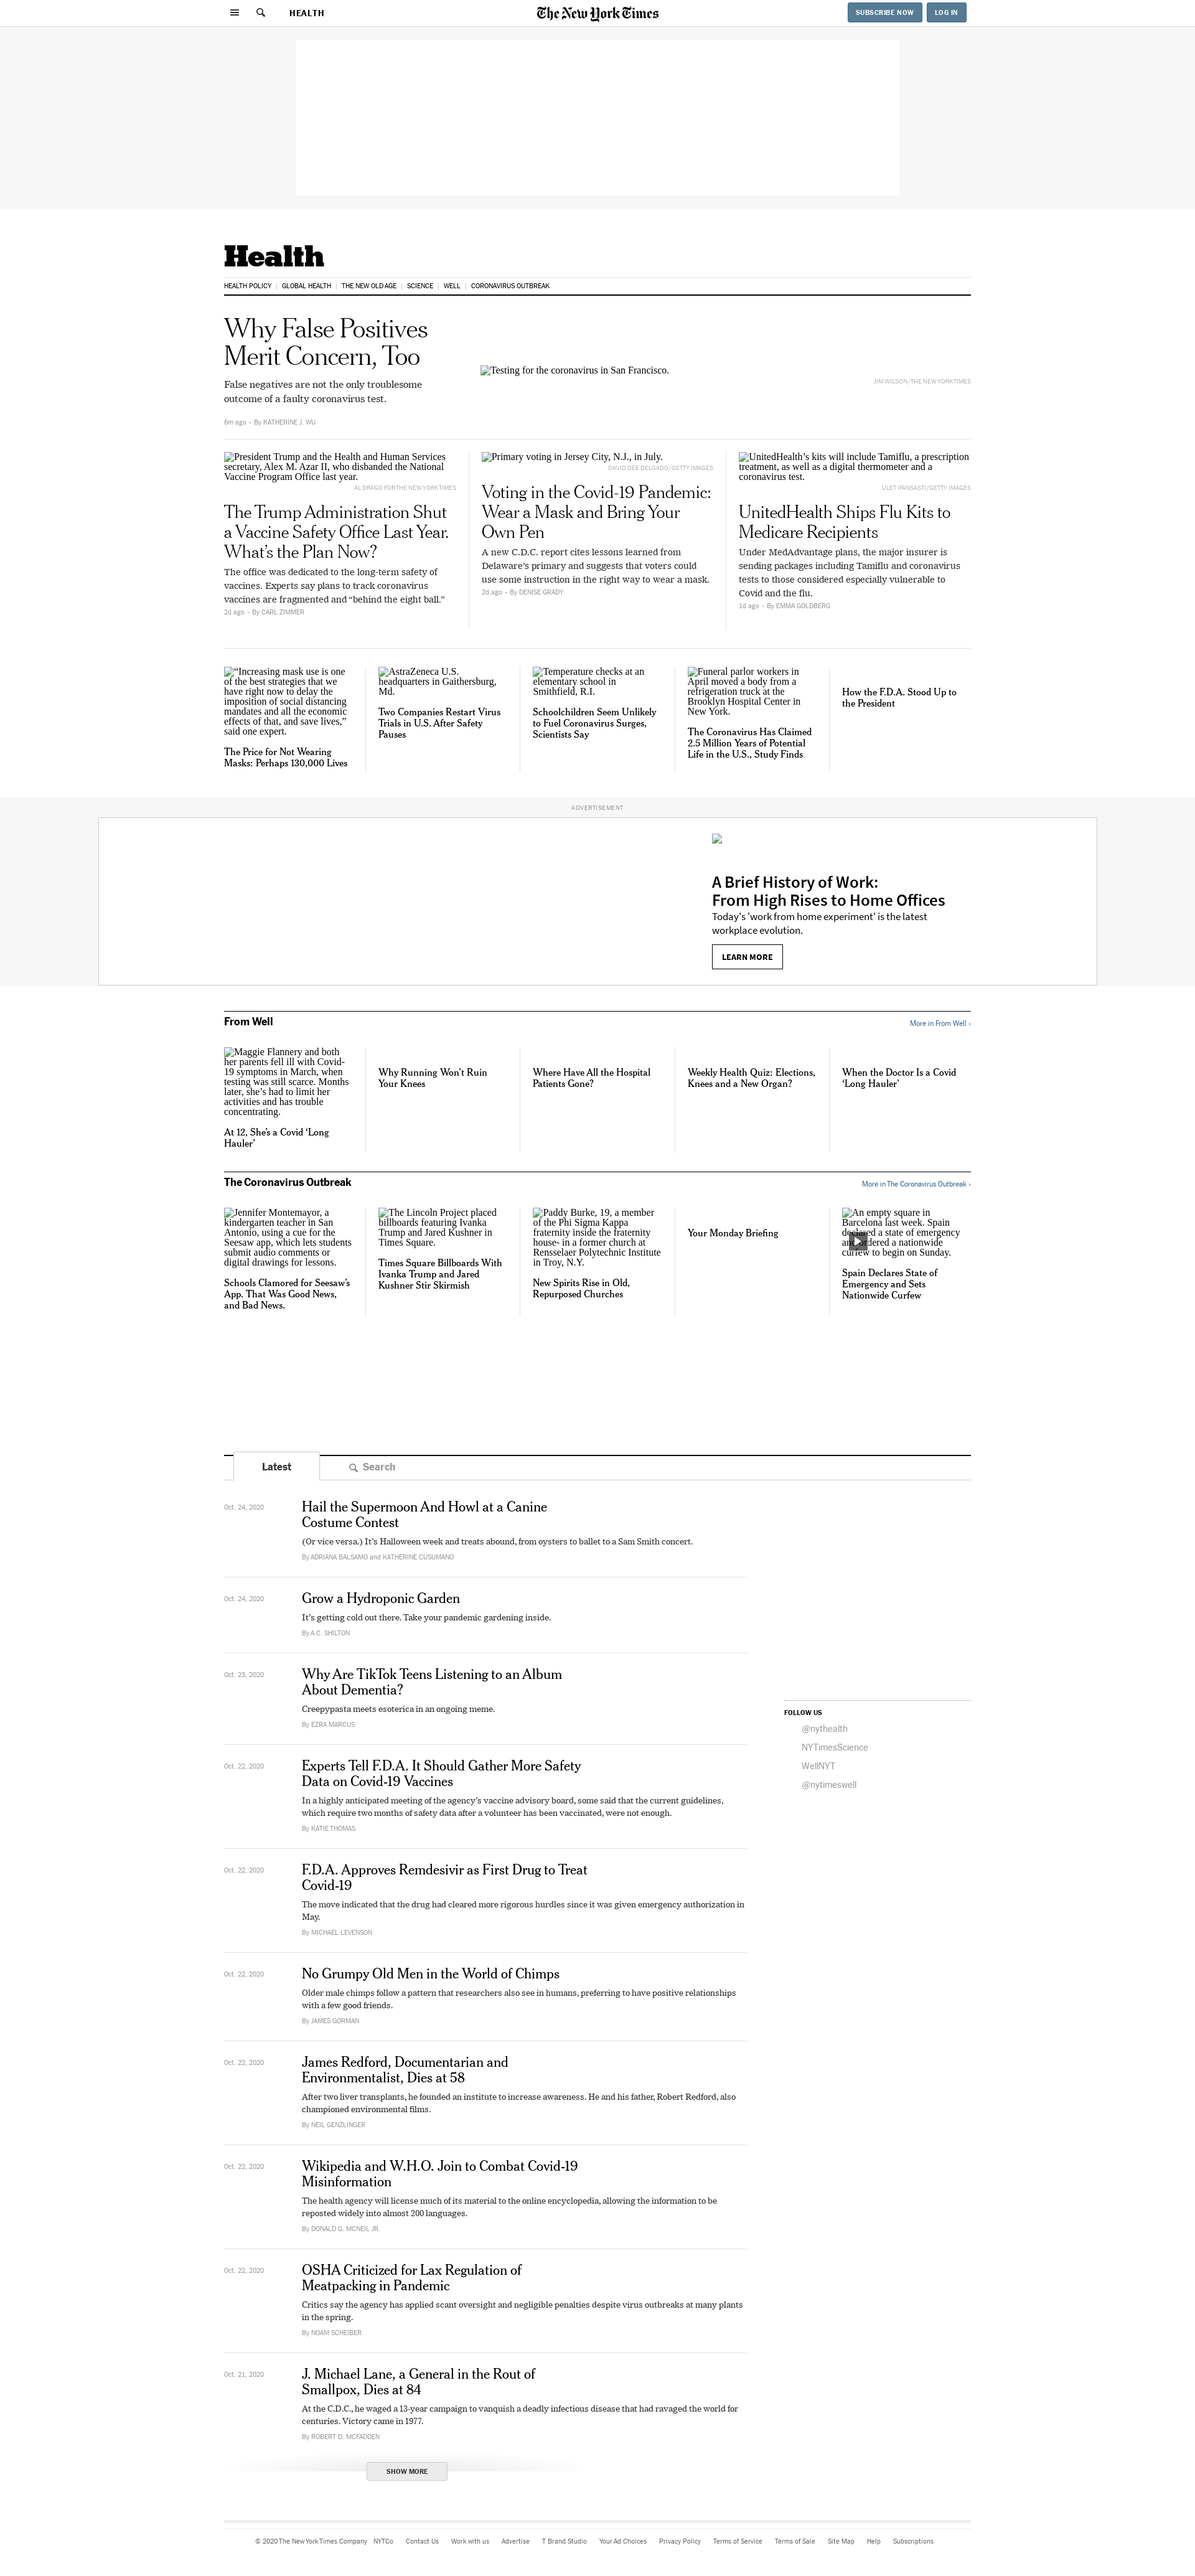 HEALTH
The New York Times
SUBSCRIBE NOW
LOG IN
Health
HEALTH POLICY
GLOBAL HEALTH
THE NEW OLD AGE
SCIENCE
WELL
CORONAVIRUS OUTBREAK
Why False Positives
Merit Concern, Too
False negatives are not the only troublesome
outcome of a faulty coronavirus test.
6m ago - By KATHERINE J. WU
Testing for the coronavirus in San Francisco.
JIM WILSON/THE NEW YORK TIMES
President Trump and the Health and Human Services
secretary, Alex M. Azar II, who disbanded the National
Vaccine Program Office last year.
AL DRAGO FOR THE NEW YORK TIMES
The Trump Administration Shut
a Vaccine Safety Office Last Year.
What’s the Plan Now?
The office was dedicated to the long-term safety of
vaccines. Experts say plans to track coronavirus
vaccines are fragmented and “behind the eight ball.”
2d ago - By CARL ZIMMER
Primary voting in Jersey City, N.J., in July.
DAVID DEE DELGADO/GETTY IMAGES
Voting in the Covid-19 Pandemic:
Wear a Mask and Bring Your
Own Pen
A new C.D.C. report cites lessons learned from
Delaware’s primary and suggests that voters could
use some instruction in the right way to wear a mask.
2d ago - By DENISE GRADY
UnitedHealth’s kits will include Tamiflu, a prescription
treatment, as well as a digital thermometer and a
coronavirus test.
ULET IFANSASTI/GETTY IMAGES
UnitedHealth Ships Flu Kits to
Medicare Recipients
Under MedAdvantage plans, the major insurer is
sending packages including Tamiflu and coronavirus
tests to those considered especially vulnerable to
Covid and the flu.
1d ago - By EMMA GOLDBERG
“Increasing mask use is one
of the best strategies that we
have right now to delay the
imposition of social distancing
mandates and all the economic
effects of that, and save lives,”
said one expert.
The Price for Not Wearing
Masks: Perhaps 130,000 Lives
AstraZeneca U.S.
headquarters in Gaithersburg,
Md.
Two Companies Restart Virus
Trials in U.S. After Safety
Pauses
Temperature checks at an
elementary school in
Smithfield, R.I.
Schoolchildren Seem Unlikely
to Fuel Coronavirus Surges,
Scientists Say
Funeral parlor workers in
April moved a body from a
refrigeration truck at the
Brooklyn Hospital Center in
New York.
The Coronavirus Has Claimed
2.5 Million Years of Potential
Life in the U.S., Study Finds
How the F.D.A. Stood Up to
the President
ADVERTISEMENT
A Brief History of Work:
From High Rises to Home Offices
Today's 'work from home experiment' is the latest
workplace evolution.
LEARN MORE
From Well
More in From Well ›
Maggie Flannery and both
her parents fell ill with Covid-
19 symptoms in March, when
testing was still scarce. Months
later, she’s had to limit her
activities and has trouble
concentrating.
At 12, She’s a Covid ‘Long
Hauler’
Why Running Won’t Ruin
Your Knees
Where Have All the Hospital
Patients Gone?
Weekly Health Quiz: Elections,
Knees and a New Organ?
When the Doctor Is a Covid
‘Long Hauler’
The Coronavirus Outbreak
More in The Coronavirus Outbreak ›
Jennifer Montemayor, a
kindergarten teacher in San
Antonio, using a cue for the
Seesaw app, which lets students
submit audio comments or
digital drawings for lessons.
Schools Clamored for Seesaw’s
App. That Was Good News,
and Bad News.
The Lincoln Project placed
billboards featuring Ivanka
Trump and Jared Kushner in
Times Square.
Times Square Billboards With
Ivanka Trump and Jared
Kushner Stir Skirmish
Paddy Burke, 19, a member
of the Phi Sigma Kappa
fraternity inside the fraternity
house- in a former church at
Rensselaer Polytechnic Institute
in Troy, N.Y.
New Spirits Rise in Old,
Repurposed Churches
Your Monday Briefing
An empty square in
Barcelona last week. Spain
declared a state of emergency
and ordered a nationwide
curfew to begin on Sunday.
Spain Declares State of
Emergency and Sets
Nationwide Curfew
Latest
Search
Oct. 24, 2020
Hail the Supermoon And Howl at a Canine
Costume Contest
(Or vice versa.) It’s Halloween week and treats abound, from oysters to ballet to a Sam Smith concert.
By ADRIANA BALSAMO and KATHERINE CUSUMANO
Oct. 24, 2020
Grow a Hydroponic Garden
It’s getting cold out there. Take your pandemic gardening inside.
By A.C. SHILTON
Oct. 23, 2020
Why Are TikTok Teens Listening to an Album
About Dementia?
Creepypasta meets esoterica in an ongoing meme.
By EZRA MARCUS
Oct. 22, 2020
Experts Tell F.D.A. It Should Gather More Safety
Data on Covid-19 Vaccines
In a highly anticipated meeting of the agency’s vaccine advisory board, some said that the current guidelines,
which require two months of safety data after a volunteer has been vaccinated, were not enough.
By KATIE THOMAS
Oct. 22, 2020
F.D.A. Approves Remdesivir as First Drug to Treat
Covid-19
The move indicated that the drug had cleared more rigorous hurdles since it was given emergency authorization in
May.
By MICHAEL LEVENSON
Oct. 22, 2020
No Grumpy Old Men in the World of Chimps
Older male chimps follow a pattern that researchers also see in humans, preferring to have positive relationships
with a few good friends.
By JAMES GORMAN
Oct. 22, 2020
James Redford, Documentarian and
Environmentalist, Dies at 58
After two liver transplants, he founded an institute to increase awareness. He and his father, Robert Redford, also
championed environmental films.
By NEIL GENZLINGER
Oct. 22, 2020
Wikipedia and W.H.O. Join to Combat Covid-19
Misinformation
The health agency will license much of its material to the online encyclopedia, allowing the information to be
reposted widely into almost 200 languages.
By DONALD G. MCNEIL JR.
Oct. 22, 2020
OSHA Criticized for Lax Regulation of
Meatpacking in Pandemic
Critics say the agency has applied scant oversight and negligible penalties despite virus outbreaks at many plants
in the spring.
By NOAM SCHEIBER
Oct. 21, 2020
J. Michael Lane, a General in the Rout of
Smallpox, Dies at 84
At the C.D.C., he waged a 13-year campaign to vanquish a deadly infectious disease that had ravaged the world for
centuries. Victory came in 1977.
By ROBERT D. MCFADDEN
SHOW MORE
FOLLOW US
@nythealth
NYTimesScience
WellNYT
@nytimeswell
© 2020 The New York Times Company
NYTCo
Contact Us
Work with us
Advertise
T Brand Studio
Your Ad Choices
Privacy Policy
Terms of Service
Terms of Sale
Site Map
Help
Subscriptions